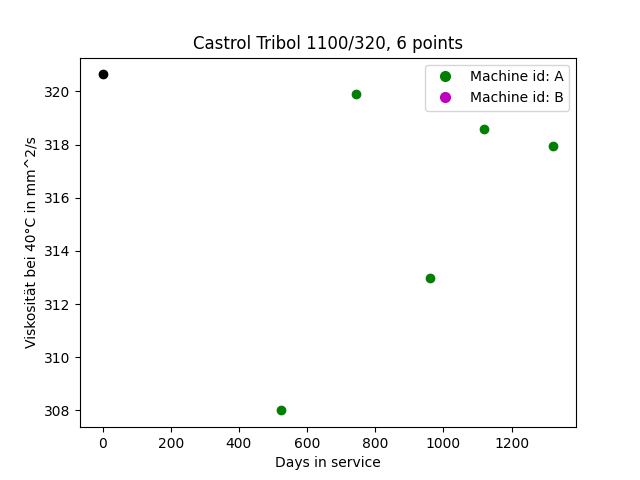 Castrol Tribol 1100/320, 6 points
Machine id: A
Machine id: B
Viskosität bei 40°C in mm^2/s
320
318
316
314
312
310
308
0 200 400 600 800 1000 1200
Days in service